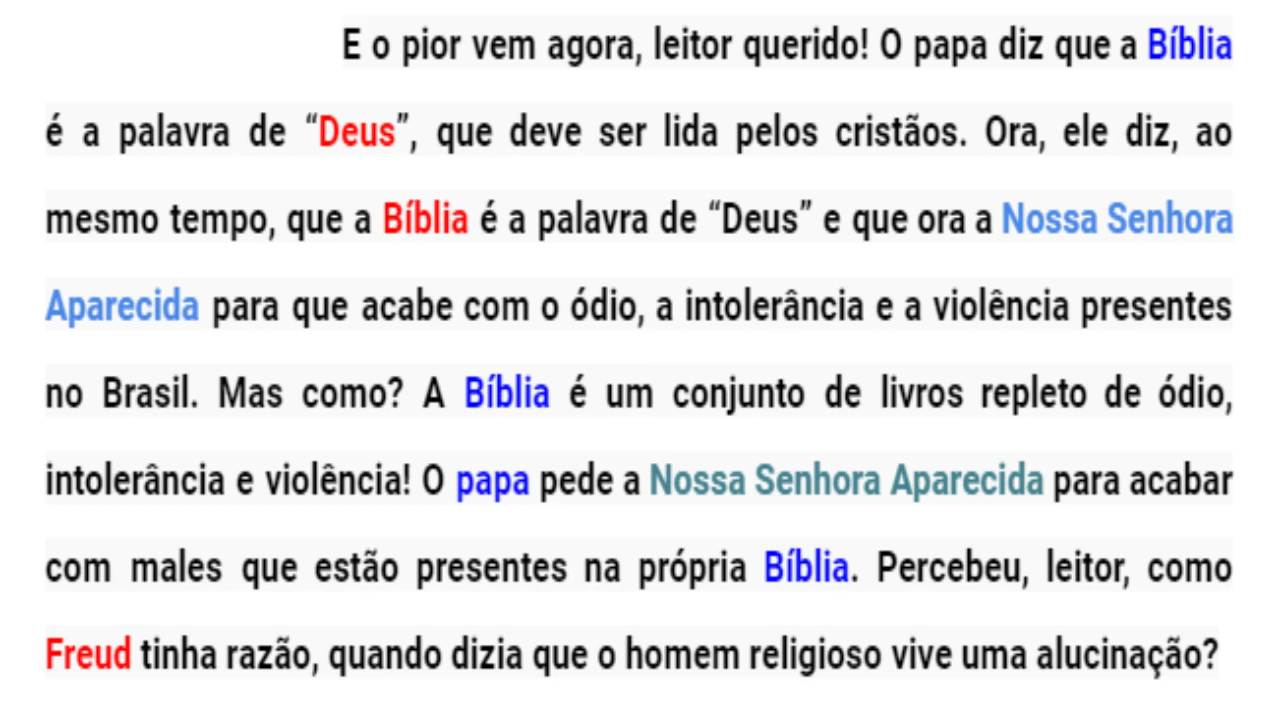 E o pior vem agora, leitor querido! O papa diz que a Bíblia
é a palavra de “Deus”, que deve ser lida pelos cristãos. Ora, ele diz, ao
mesmo tempo, que a Bíblia é a palavra de “Deus” e que ora a Nossa Senhora
Aparecida para que acabe com o ódio, a intolerância e a violência presentes
no Brasil. Mas como? A Bíblia é um conjunto de livros repleto de ódio,
intolerância e violência! O papa pede a Nossa Senhora Aparecida para acabar
com males que estão presentes na própria Bíblia. Percebeu, leitor, como
Freud tinha razão, quando dizia que o homem religioso vive uma alucinação?